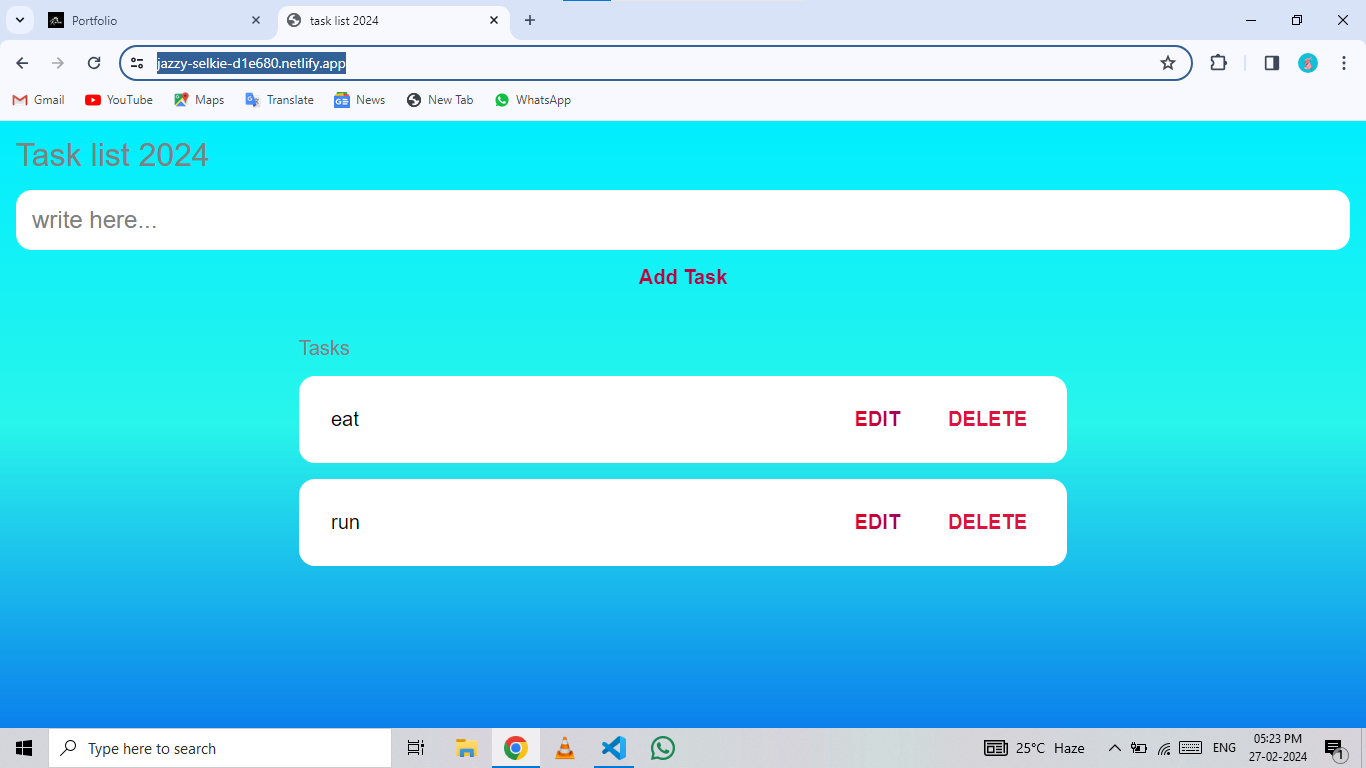 Portfolio
task list 2024
jazzy-selkie-d1e680.netlify.app
Gmail YouTube Maps Translate News New Tab WhatsApp
Task list 2024
write here...
Add Task
Tasks
eat EDIT DELETE
run EDIT DELETE
Type here to search
25°C Haze
ENG
05:23 PM
27-02-2024
1